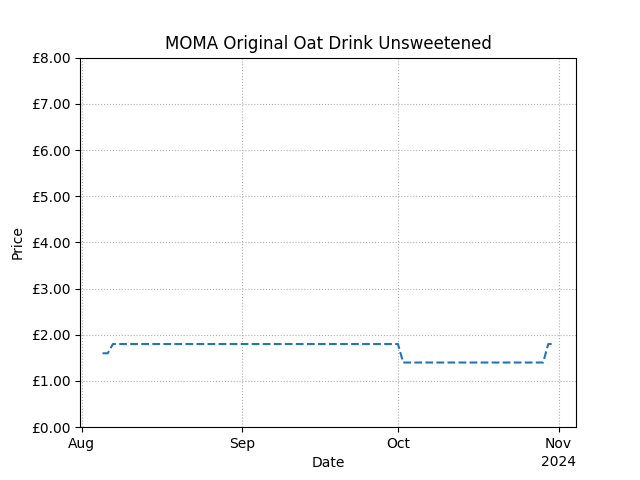 MOMA Original Oat Drink Unsweetened
£8.00
£7.00
£6.00
£5.00
£4.00
£3.00
£2.00
£1.00
£0.00
Price
Aug Sep Oct Nov
2024
Date